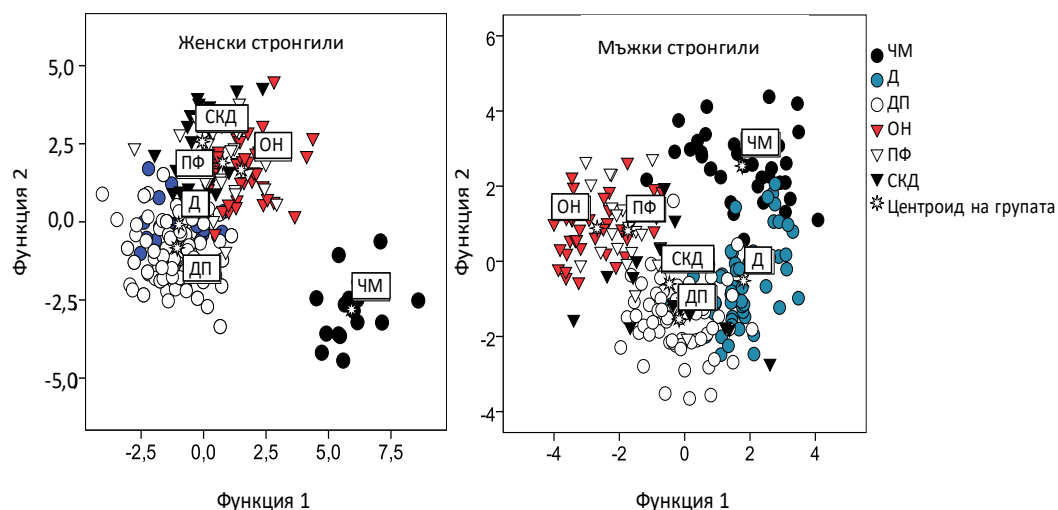 Женски стронгили
5,0
2,5
0,0
-2,5
-5,0
Функция 2
СКД
ОН
ПФ
Д
ДП
ЧМ
-2,5 0,0 2,5 5,0 7,5
Функция 1
Мъжки стронгили
6
4
2
0
-2
-4
Функция 2
ЧМ
ОН
ПФ
СКД
Д
ДП
-4 -2 0 2 4
Функция 1
ЧМ
Д
ДП
ОН
ПФ
СКД
Центроид на групата